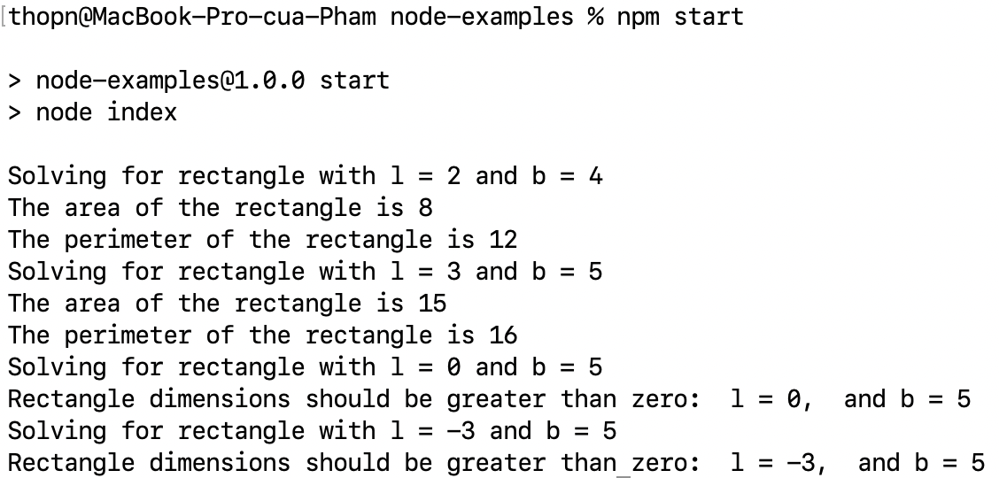 [thopn@MacBook-Pro-cua-Pham node-examples % npm start
> node-examples@1.0.0 start
> node index
Solving for rectangle with l = 2 and b = 4
The area of the rectangle is 8
The perimeter of the rectangle is 12
Solving for rectangle with l = 3 and b = 5
The area of the rectangle is 15
The perimeter of the rectangle is 16
Solving for rectangle with l = 0 and b = 5
Rectangle dimensions should be greater than zero:  l = 0,  and b = 5
Solving for rectangle with l = -3 and b = 5
Rectangle dimensions should be greater than zero:  l = -3,  and b = 5